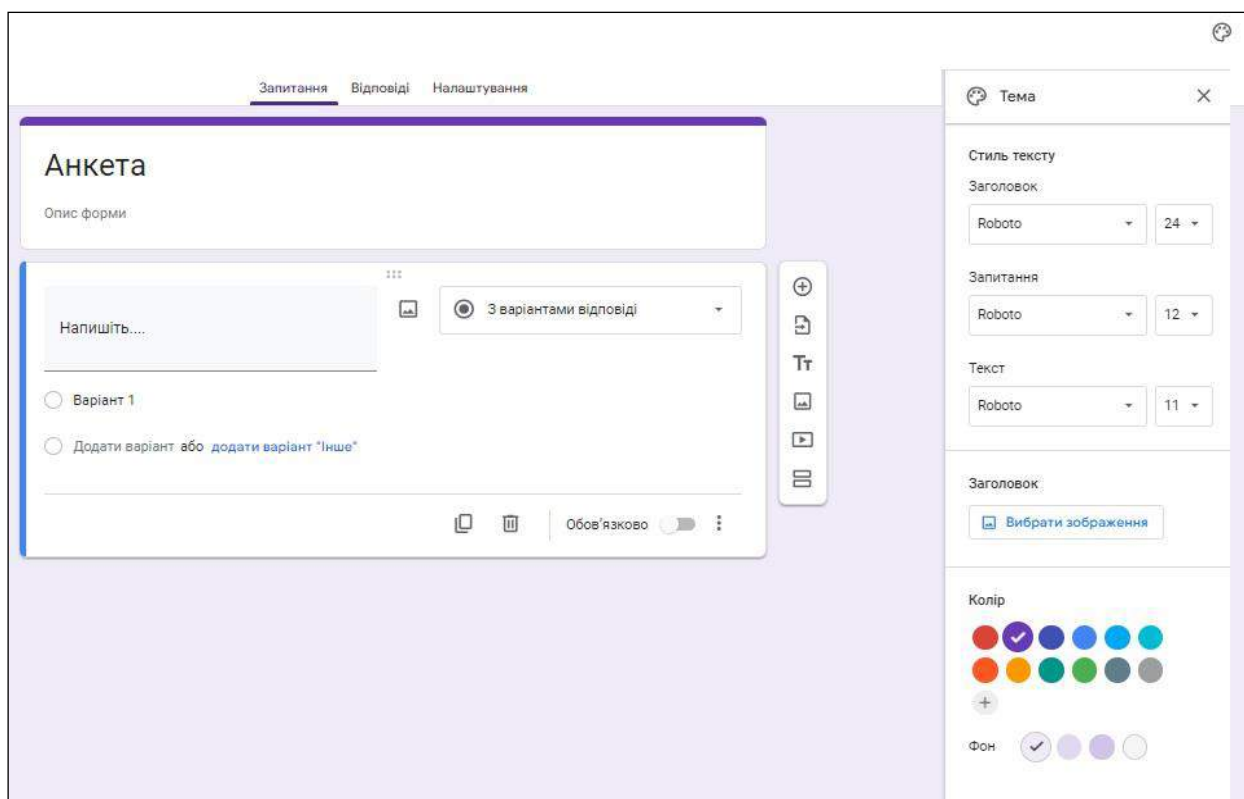 Запитання Відповіді Налаштування
Анкета
Опис форми
Напишіть....
З варіантами відповіді
Варіант 1
Додати варіант або додати варіант "Інше"
Обов'язково
Тт
Тема
Стиль тексту
Заголовок
Roboto 24
Запитання
Roboto 12
Текст
Roboto 11
Заголовок
Вибрати зображення
Колір
Фон